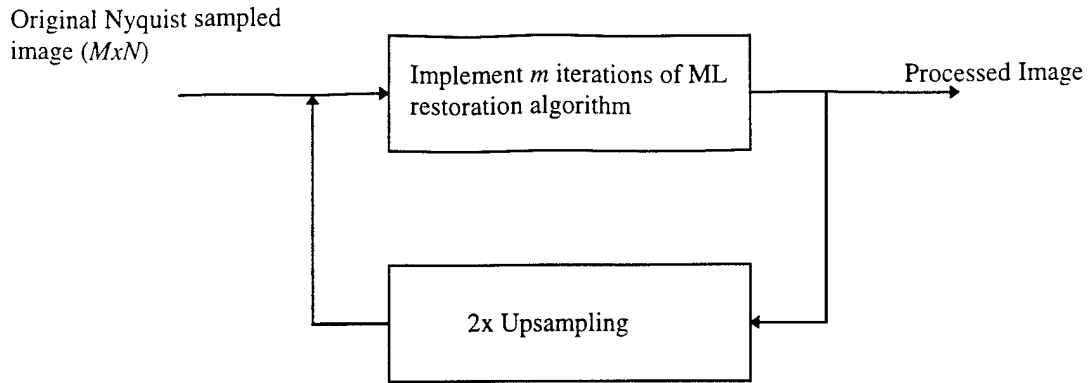 Original Nyquist sampled
image (MxN)
Implement m iterations of ML
restoration algorithm
Processed Image
2x Upsampling